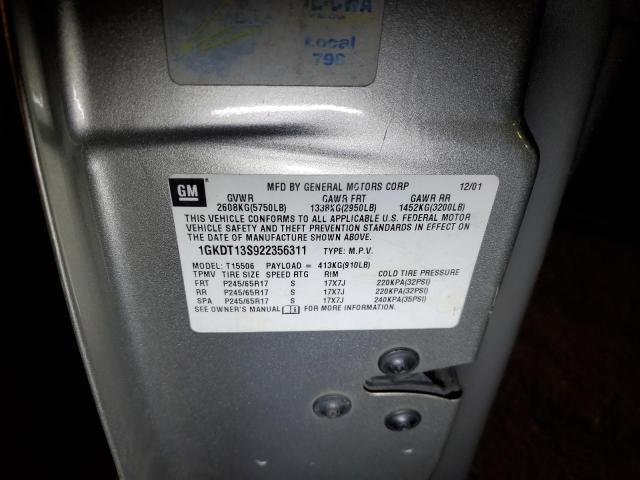 Local
798
GM
MFD BY GENERAL MOTORS CORP 12/01
GVWR GAWR FRT GAWR RR
2608KG(5750LB) 1338KG(2950LB) 1452KG(3200LB)
THIS VEHICLE CONFORMS TO ALL APPLICABLE U.S. FEDERAL MOTOR
VEHICLE SAFETY AND THEFT PREVENTION STANDARDS IN EFFECT ON
THE DATE OF MANUFACTURE SHOWN ABOVE.
1GKDT13S922356311 TYPE: M.P.V.
MODEL: T15506 PAYLOAD = 413KG(910LB)
TPMV TIRE SIZE SPEED RTG RIM COLD TIRE PRESSURE
FRT P245/65R17 S 17X7J 220KPA(32PSI)
RR P245/65R17 S 17X7J 220KPA(32PSI)
SPA P245/65R17 S 17X7J 240KPA(35PSI)
SEE OWNER'S MANUAL FOR MORE INFORMATION.